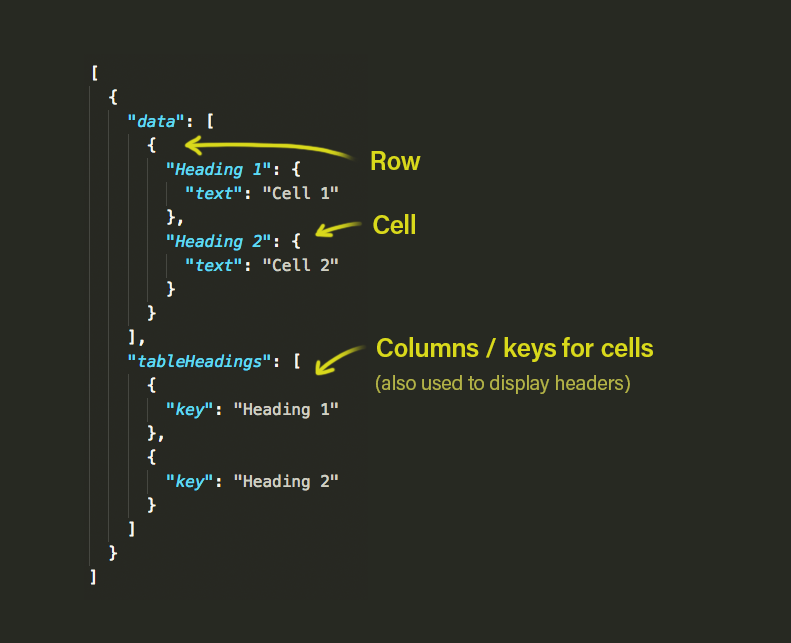 [
{
"data": [
{
Row
"Heading 1": {
"text": "Cell 1"
},
Cell
"Heading 2": {
"text": "Cell 2"
}
}
],
Columns / keys for cells
"tableHeadings": [
(also used to display headers)
{
"key": "Heading 1"
},
{
"key": "Heading 2"
}
]
}
]